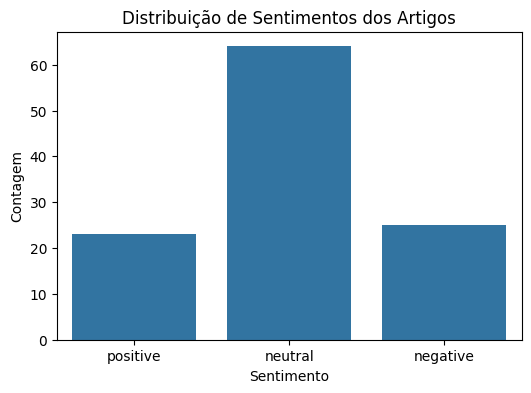 Distribuição de Sentimentos dos Artigos
Contagem
60
50
40
30
20
10
0
positive neutral negative
Sentimento